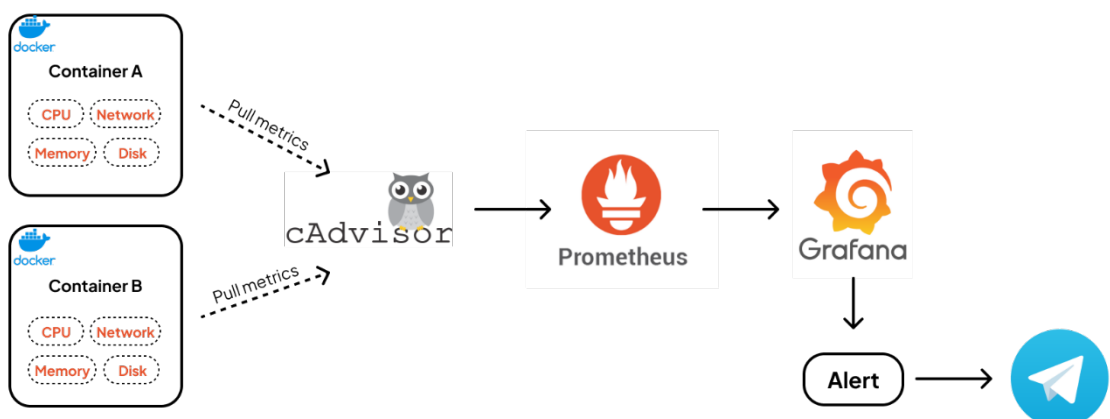 docker
Container A
CPU
Network
Memory
Disk
Pull metrics
docker
Container B
CPU
Network
Memory
Disk
Pull metrics
cAdvisor
Prometheus
Grafana
Alert